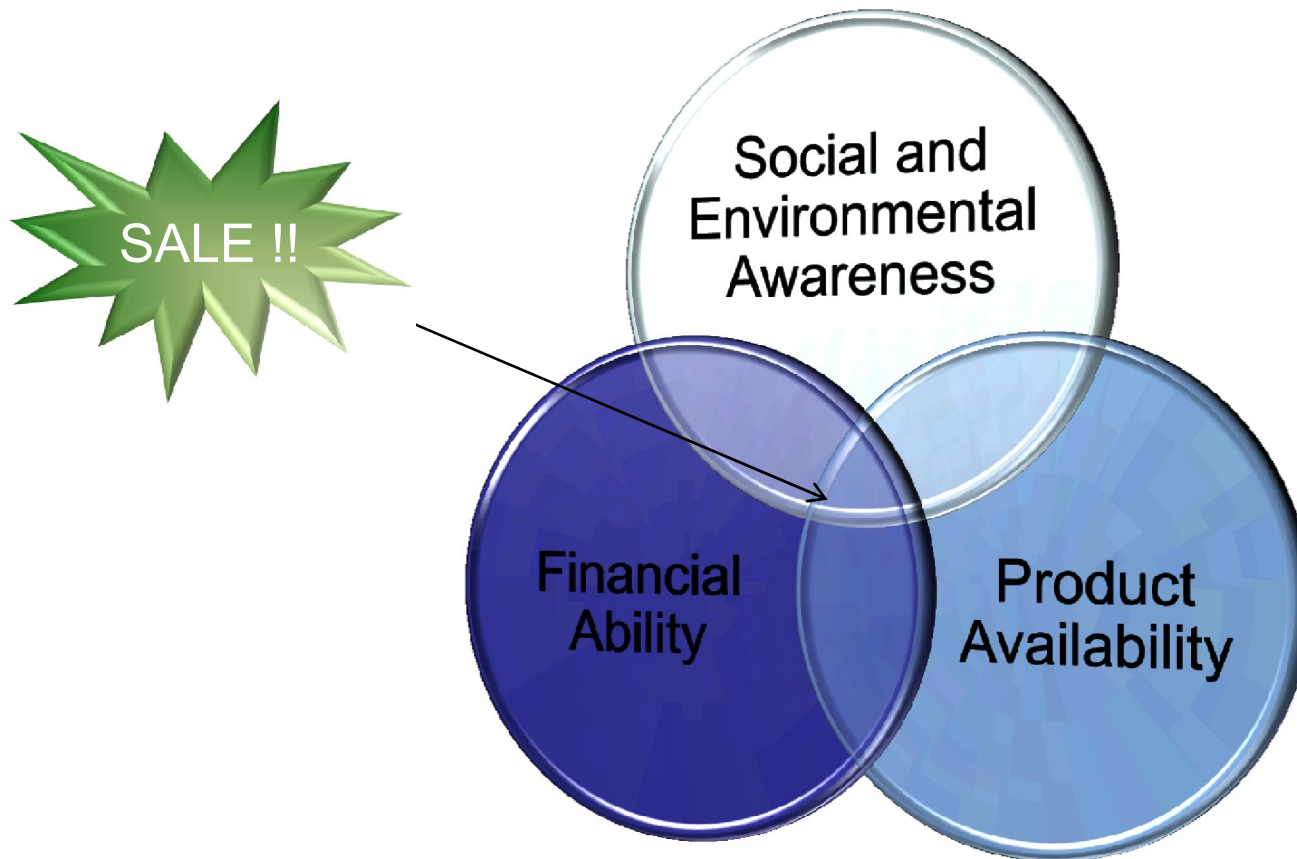 SALE !!
Social and
Environmental
Awareness
Financial
Ability
Product
Availability